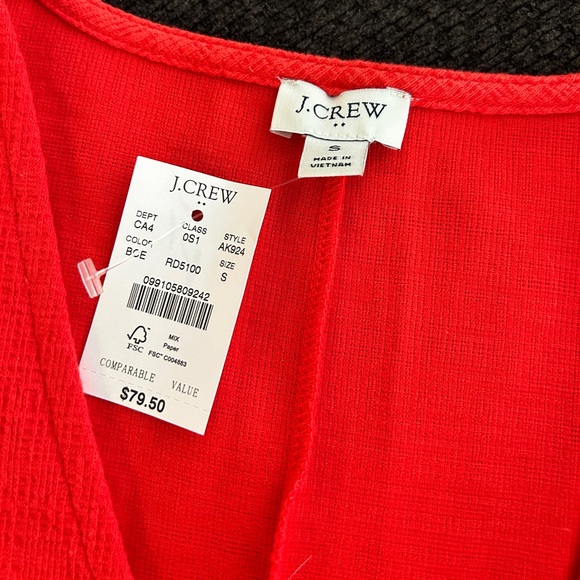 J.CREW
S
MADE IN
VIETNAM
J.CREW
DEPT CLASS STYLE
CA4 0S1 AK924
COLOR SIZE
BCE RD5100 S
099105809242
MIX
Paper
FSC FSC® C004883
COMPARABLE VALUE
$79.50